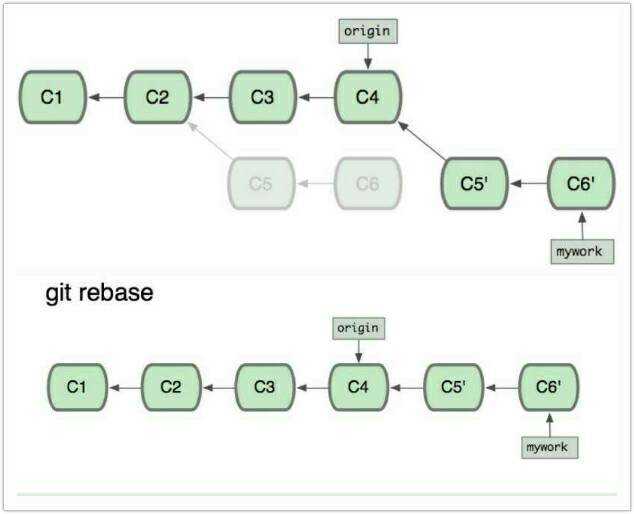 origin
C1 C2 C3 C4
C5 C6 C5' C6'
mywork
git rebase
origin
C1 C2 C3 C4 C5' C6'
mywork